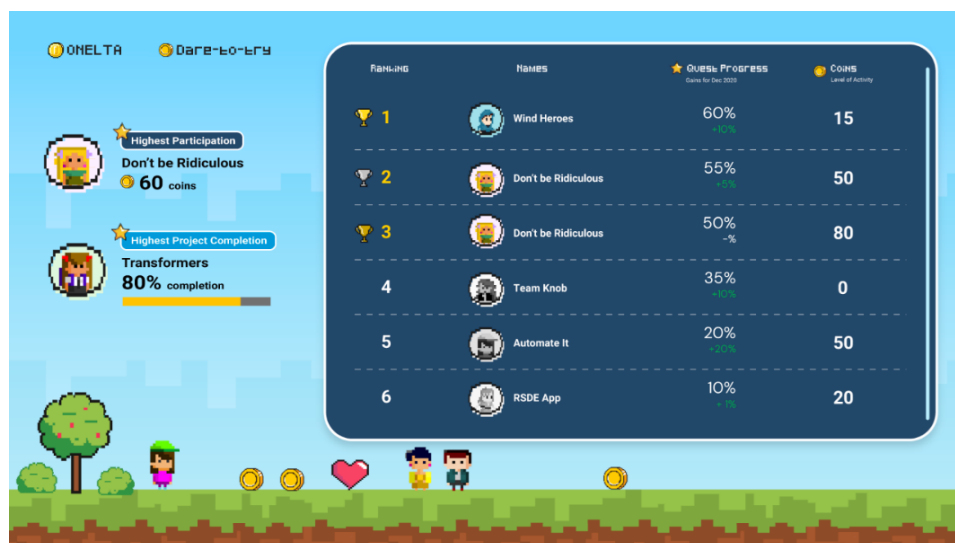 ONELTA Dare-to-try
Highest Participation
Don't be Ridiculous
60 coins
Highest Project Completion
Transformers
80% completion
Ranking Names Quest Progress Coins
Gains for Dec 2020 Level of Activity
1 Wind Heroes 60% 15
+10%
2 Don't be Ridiculous 55% 50
+5%
3 Don't be Ridiculous 50% 80
-%
4 Team Knob 35% 0
+10%
5 Automate It 20% 50
+20%
6 RSDE App 10% 20
+ 1%